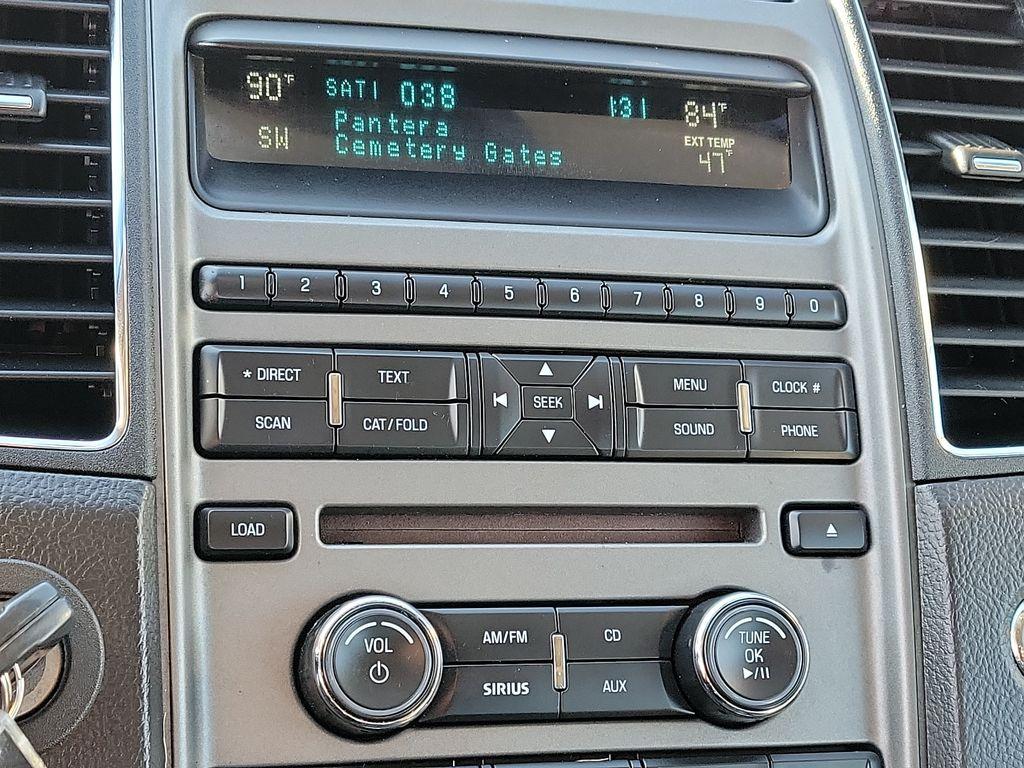 90°F SAT1 038 131 84°F
Pantera
SW Cemetery Gates EXT TEMP
47°F
1 2 3 4 5 6 7 8 9 0
* DIRECT TEXT MENU CLOCK #
SEEK
SCAN CAT/FOLD SOUND PHONE
LOAD
VOL AM/FM CD TUNE
OK
SIRIUS AUX